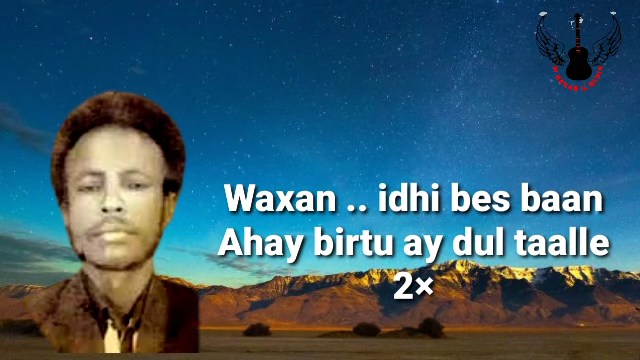 Waxan .. idhi bes baan
Ahay birtu ay dul taalle
2×